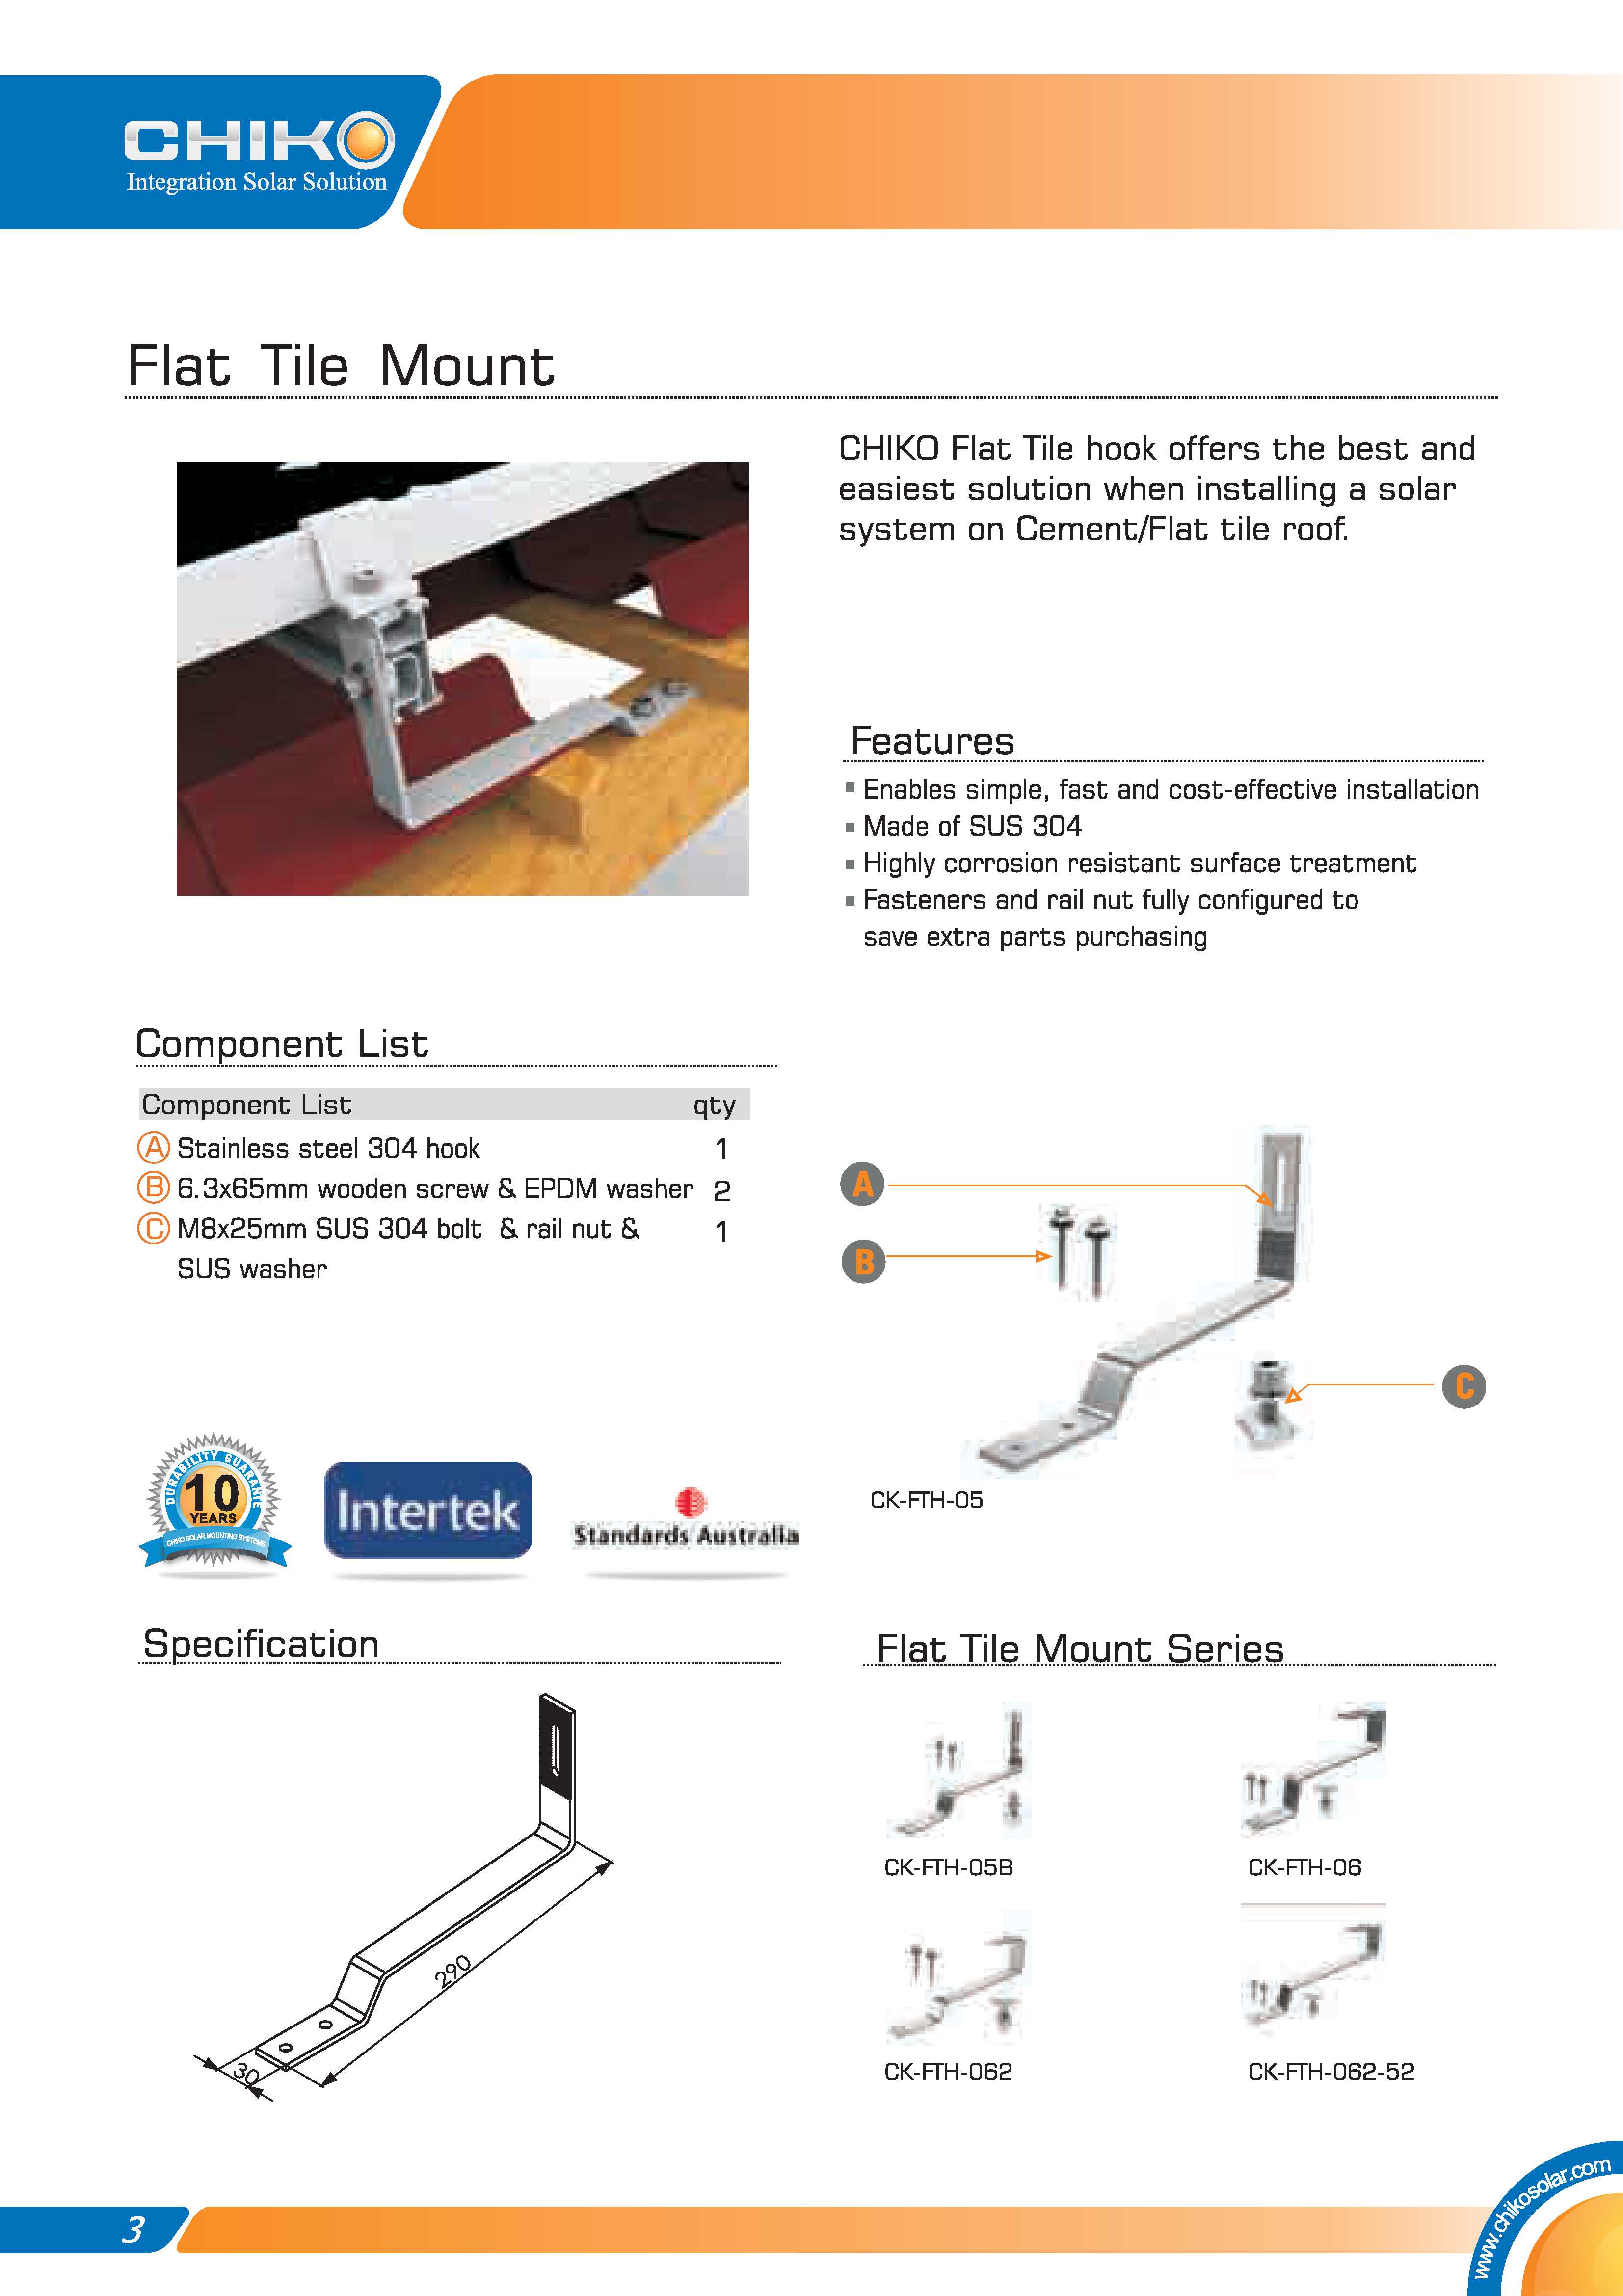 CHIKO
Integration Solar Solution
Flat Tile Mount
CHIKO Flat Tile hook offers the best and
easiest solution when installing a solar
system on Cement/Flat tile roof.
Features
Enables simple, fast and cost-effective installation
Made of SUS 304
Highly corrosion resistant surface treatment
Fasteners and rail nut fully configured to
save extra parts purchasing
Component List
Component List qty
A Stainless steel 304 hook 1
B 6.3x65mm wooden screw & EPDM washer 2
C M8x25mm SUS 304 bolt & rail nut & 1
SUS washer
A
B
C
CK-FTH-05
DURABILITY GUARANTE
10
YEARS
CHIKO SOLAR MOUNTING SYSTEMS
Intertek
Standards Australia
Specification
290
30
Flat Tile Mount Series
CK-FTH-05B
CK-FTH-06
CK-FTH-062
CK-FTH-062-52
3
www.chikosolar.com